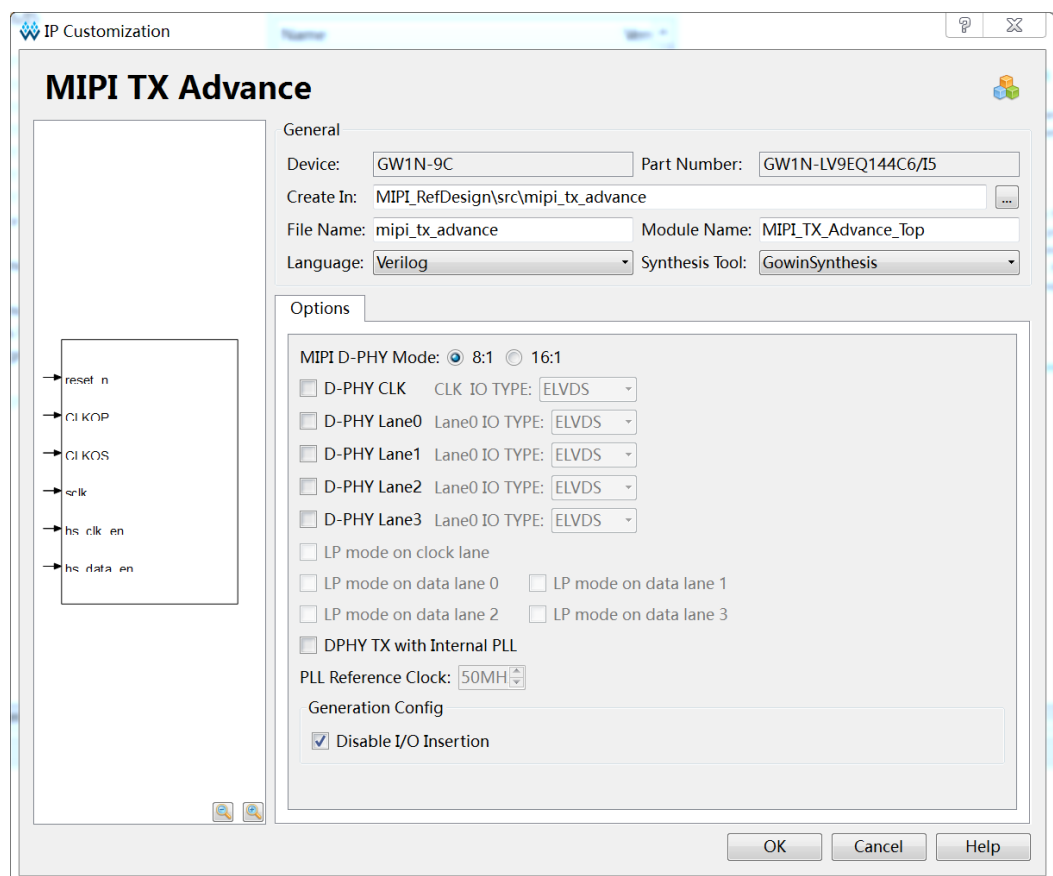 IP Customization
MIPI TX Advance
General
Device: GW1N-9C Part Number: GW1N-LV9EQ144C6/I5
Create In: MIPI_RefDesign\src\mipi_tx_advance ...
File Name: mipi_tx_advance Module Name: MIPI_TX_Advance_Top
Language: Verilog Synthesis Tool: GowinSynthesis
Options
MIPI D-PHY Mode: 8:1 16:1
D-PHY CLK CLK IO TYPE: ELVDS
D-PHY Lane0 Lane0 IO TYPE: ELVDS
D-PHY Lane1 Lane0 IO TYPE: ELVDS
D-PHY Lane2 Lane0 IO TYPE: ELVDS
D-PHY Lane3 Lane0 IO TYPE: ELVDS
LP mode on clock lane
LP mode on data lane 0 LP mode on data lane 1
LP mode on data lane 2 LP mode on data lane 3
DPHY TX with Internal PLL
PLL Reference Clock: 50MH
Generation Config
Disable I/O Insertion
reset_n
CLKOP
CLKOS
sclk
hs_clk_en
hs_data_en
OK Cancel Help